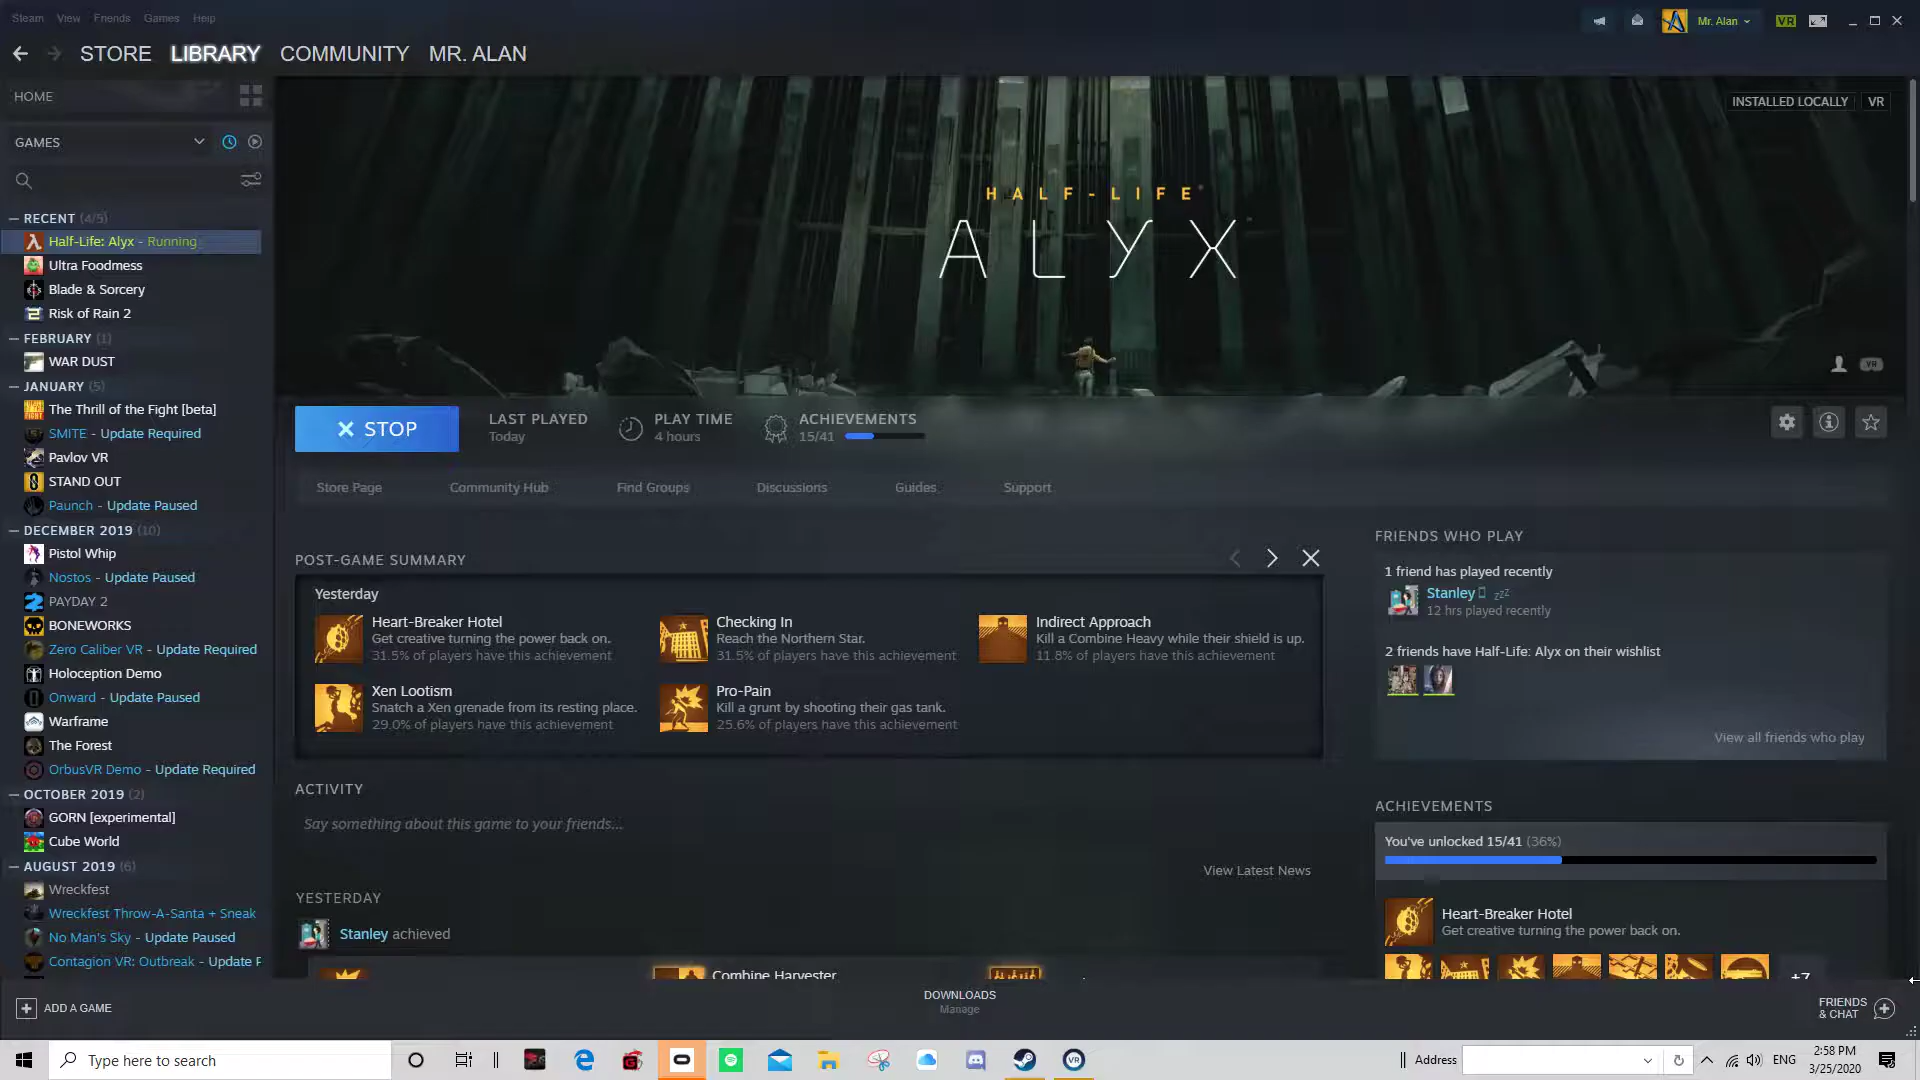 Steam View Friends Games Help
Mr. Alan
VR
STORE LIBRARY COMMUNITY MR. ALAN
HOME
GAMES
RECENT (4/5)
Half-Life: Alyx - Running
Ultra Foodmess
Blade & Sorcery
Risk of Rain 2
FEBRUARY (1)
WAR DUST
JANUARY (5)
The Thrill of the Fight [beta]
SMITE - Update Required
Pavlov VR
STAND OUT
Paunch - Update Paused
DECEMBER 2019 (10)
Pistol Whip
Nostos - Update Paused
PAYDAY 2
BONEWORKS
Zero Caliber VR - Update Required
Holoception Demo
Onward - Update Paused
Warframe
The Forest
OrbusVR Demo - Update Required
OCTOBER 2019 (2)
GORN [experimental]
Cube World
AUGUST 2019 (6)
Wreckfest
Wreckfest Throw-A-Santa + Sneak
No Man's Sky - Update Paused
Contagion VR: Outbreak - Update P
ADD A GAME
INSTALLED LOCALLY VR
HALF-LIFE
ALYX
VR
STOP
LAST PLAYED
Today
PLAY TIME
4 hours
ACHIEVEMENTS
15/41
Store Page Community Hub Find Groups Discussions Guides Support
POST-GAME SUMMARY
Yesterday
Heart-Breaker Hotel
Get creative turning the power back on.
31.5% of players have this achievement
Checking In
Reach the Northern Star.
31.5% of players have this achievement
Indirect Approach
Kill a Combine Heavy while their shield is up.
11.8% of players have this achievement
Xen Lootism
Snatch a Xen grenade from its resting place.
29.0% of players have this achievement
Pro-Pain
Kill a grunt by shooting their gas tank.
25.6% of players have this achievement
ACTIVITY
Say something about this game to your friends...
View Latest News
YESTERDAY
Stanley achieved
Combine Harvester
FRIENDS WHO PLAY
1 friend has played recently
Stanley zzz
12 hrs played recently
2 friends have Half-Life: Alyx on their wishlist
View all friends who play
ACHIEVEMENTS
You've unlocked 15/41 (36%)
Heart-Breaker Hotel
Get creative turning the power back on.
+7
DOWNLOADS
Manage
FRIENDS
& CHAT
Type here to search
Address
ENG
2:58 PM
3/25/2020